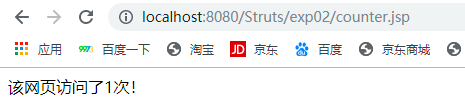 localhost:8080/Struts/exp02/counter.jsp
应用 997 百度一下 淘宝 JD 京东 百度 京东商城
该网页访问了1次!